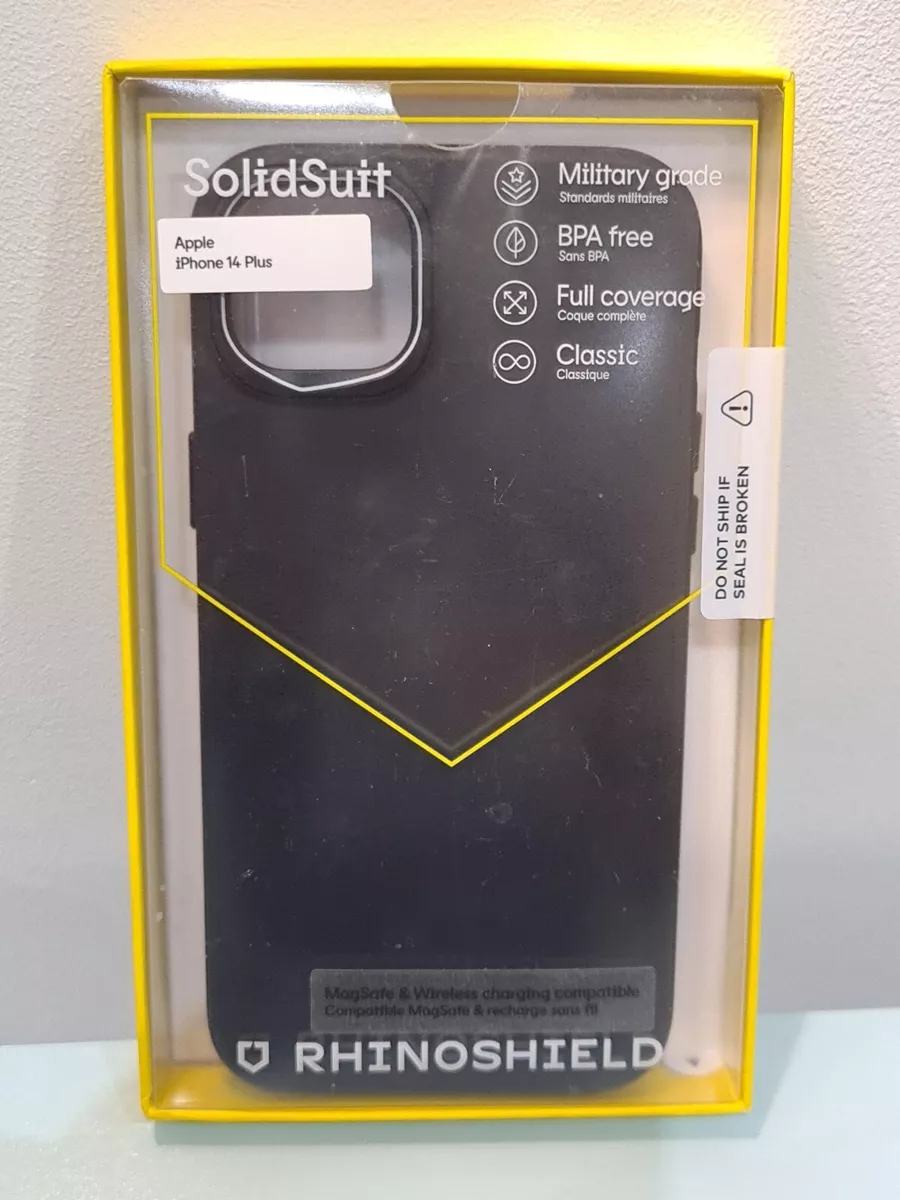 SolidSuit
Apple
iPhone 14 Plus
Military grade
Standards militaires
BPA free
Sans BPA
Full coverage
Coque complète
Classic
Classique
DO NOT SHIP IF
SEAL IS BROKEN
MagSafe & Wireless charging compatible
Compatible MagSafe & recharge sans fil
RHINOSHIELD